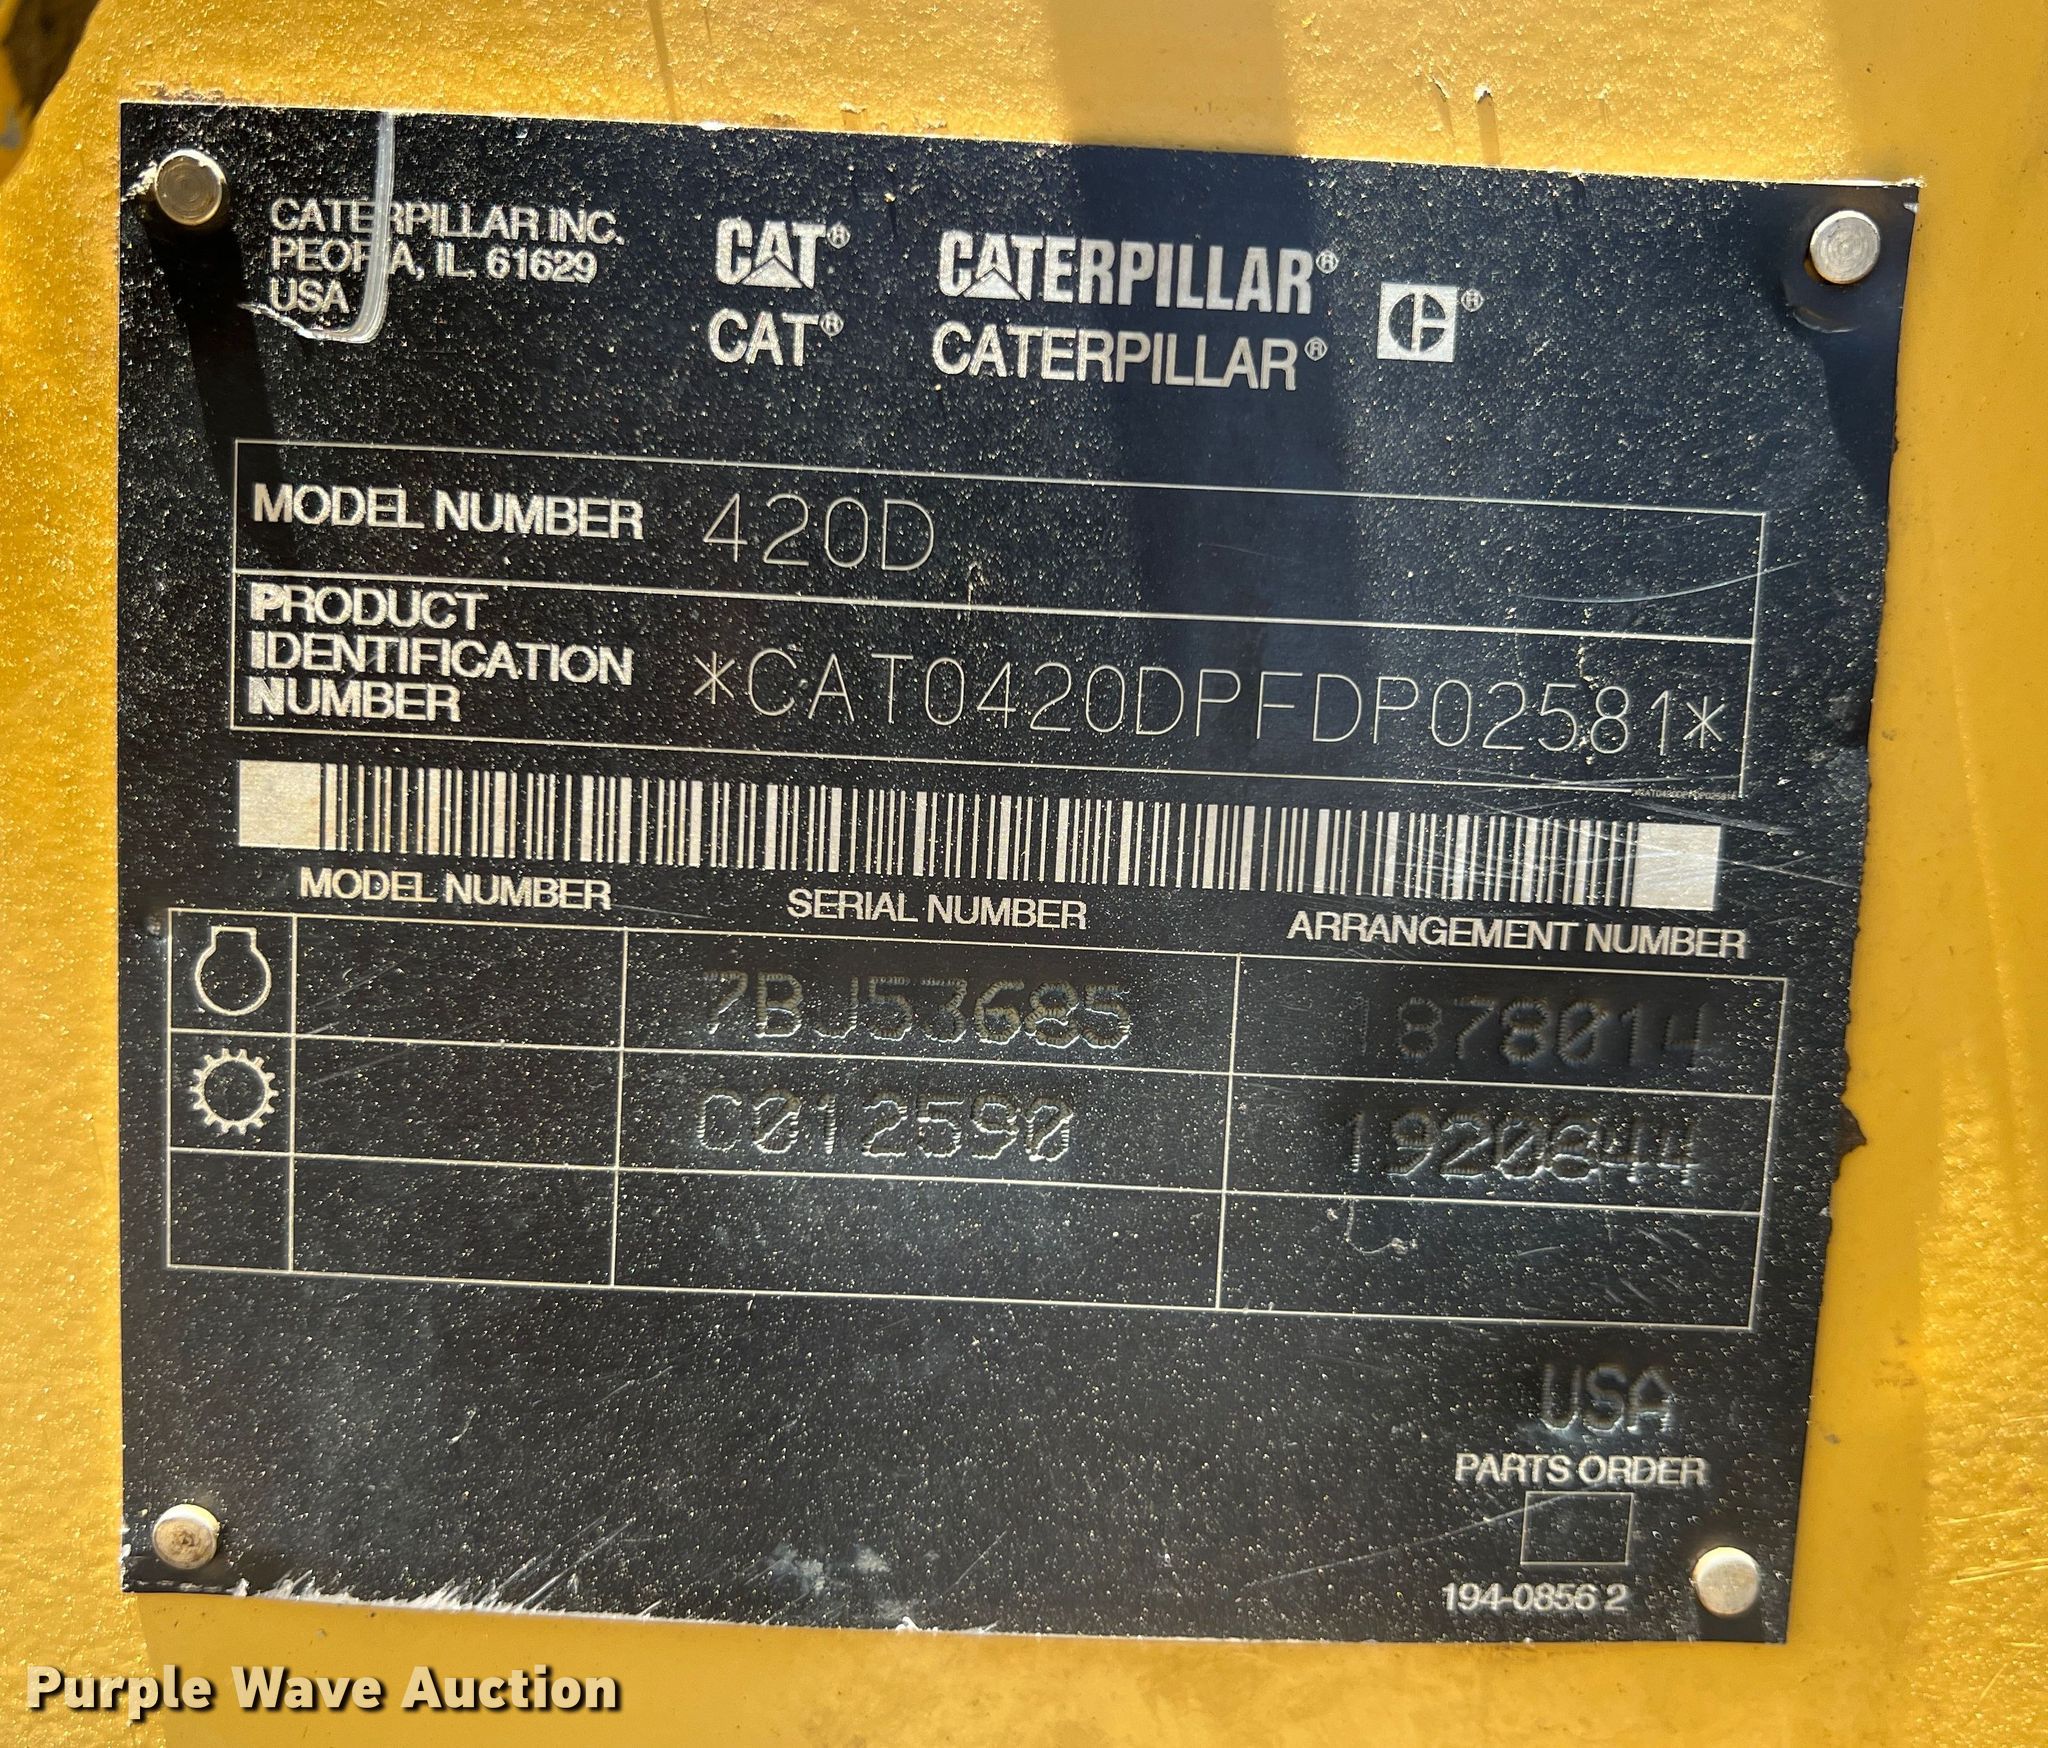 CATERPILLAR INC.
PEORIA, IL. 61629
USA
CAT® CATERPILLAR® ®
CAT® CATERPILLAR®
MODEL NUMBER 420D
PRODUCT
IDENTIFICATION
NUMBER
*CAT0420DPFDP02581*
MODEL NUMBER SERIAL NUMBER ARRANGEMENT NUMBER
7BJ53685 1878014
C012590 1920844
USA
PARTS ORDER
194-0856 2
Purple Wave Auction